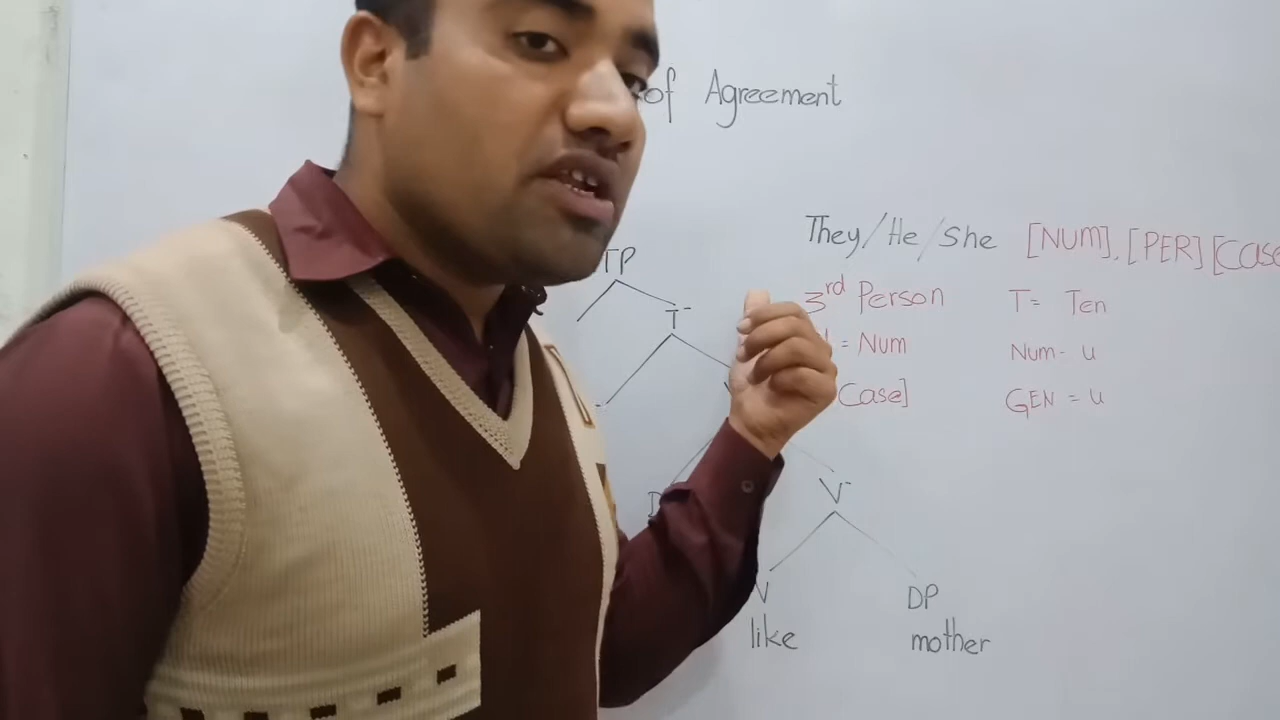 of Agreement
They/He/She [NUM], [PER] [Case
TP
3rd Person T= Ten
T-
= Num Num- u
Case] GEN = u
V-
V DP
like mother